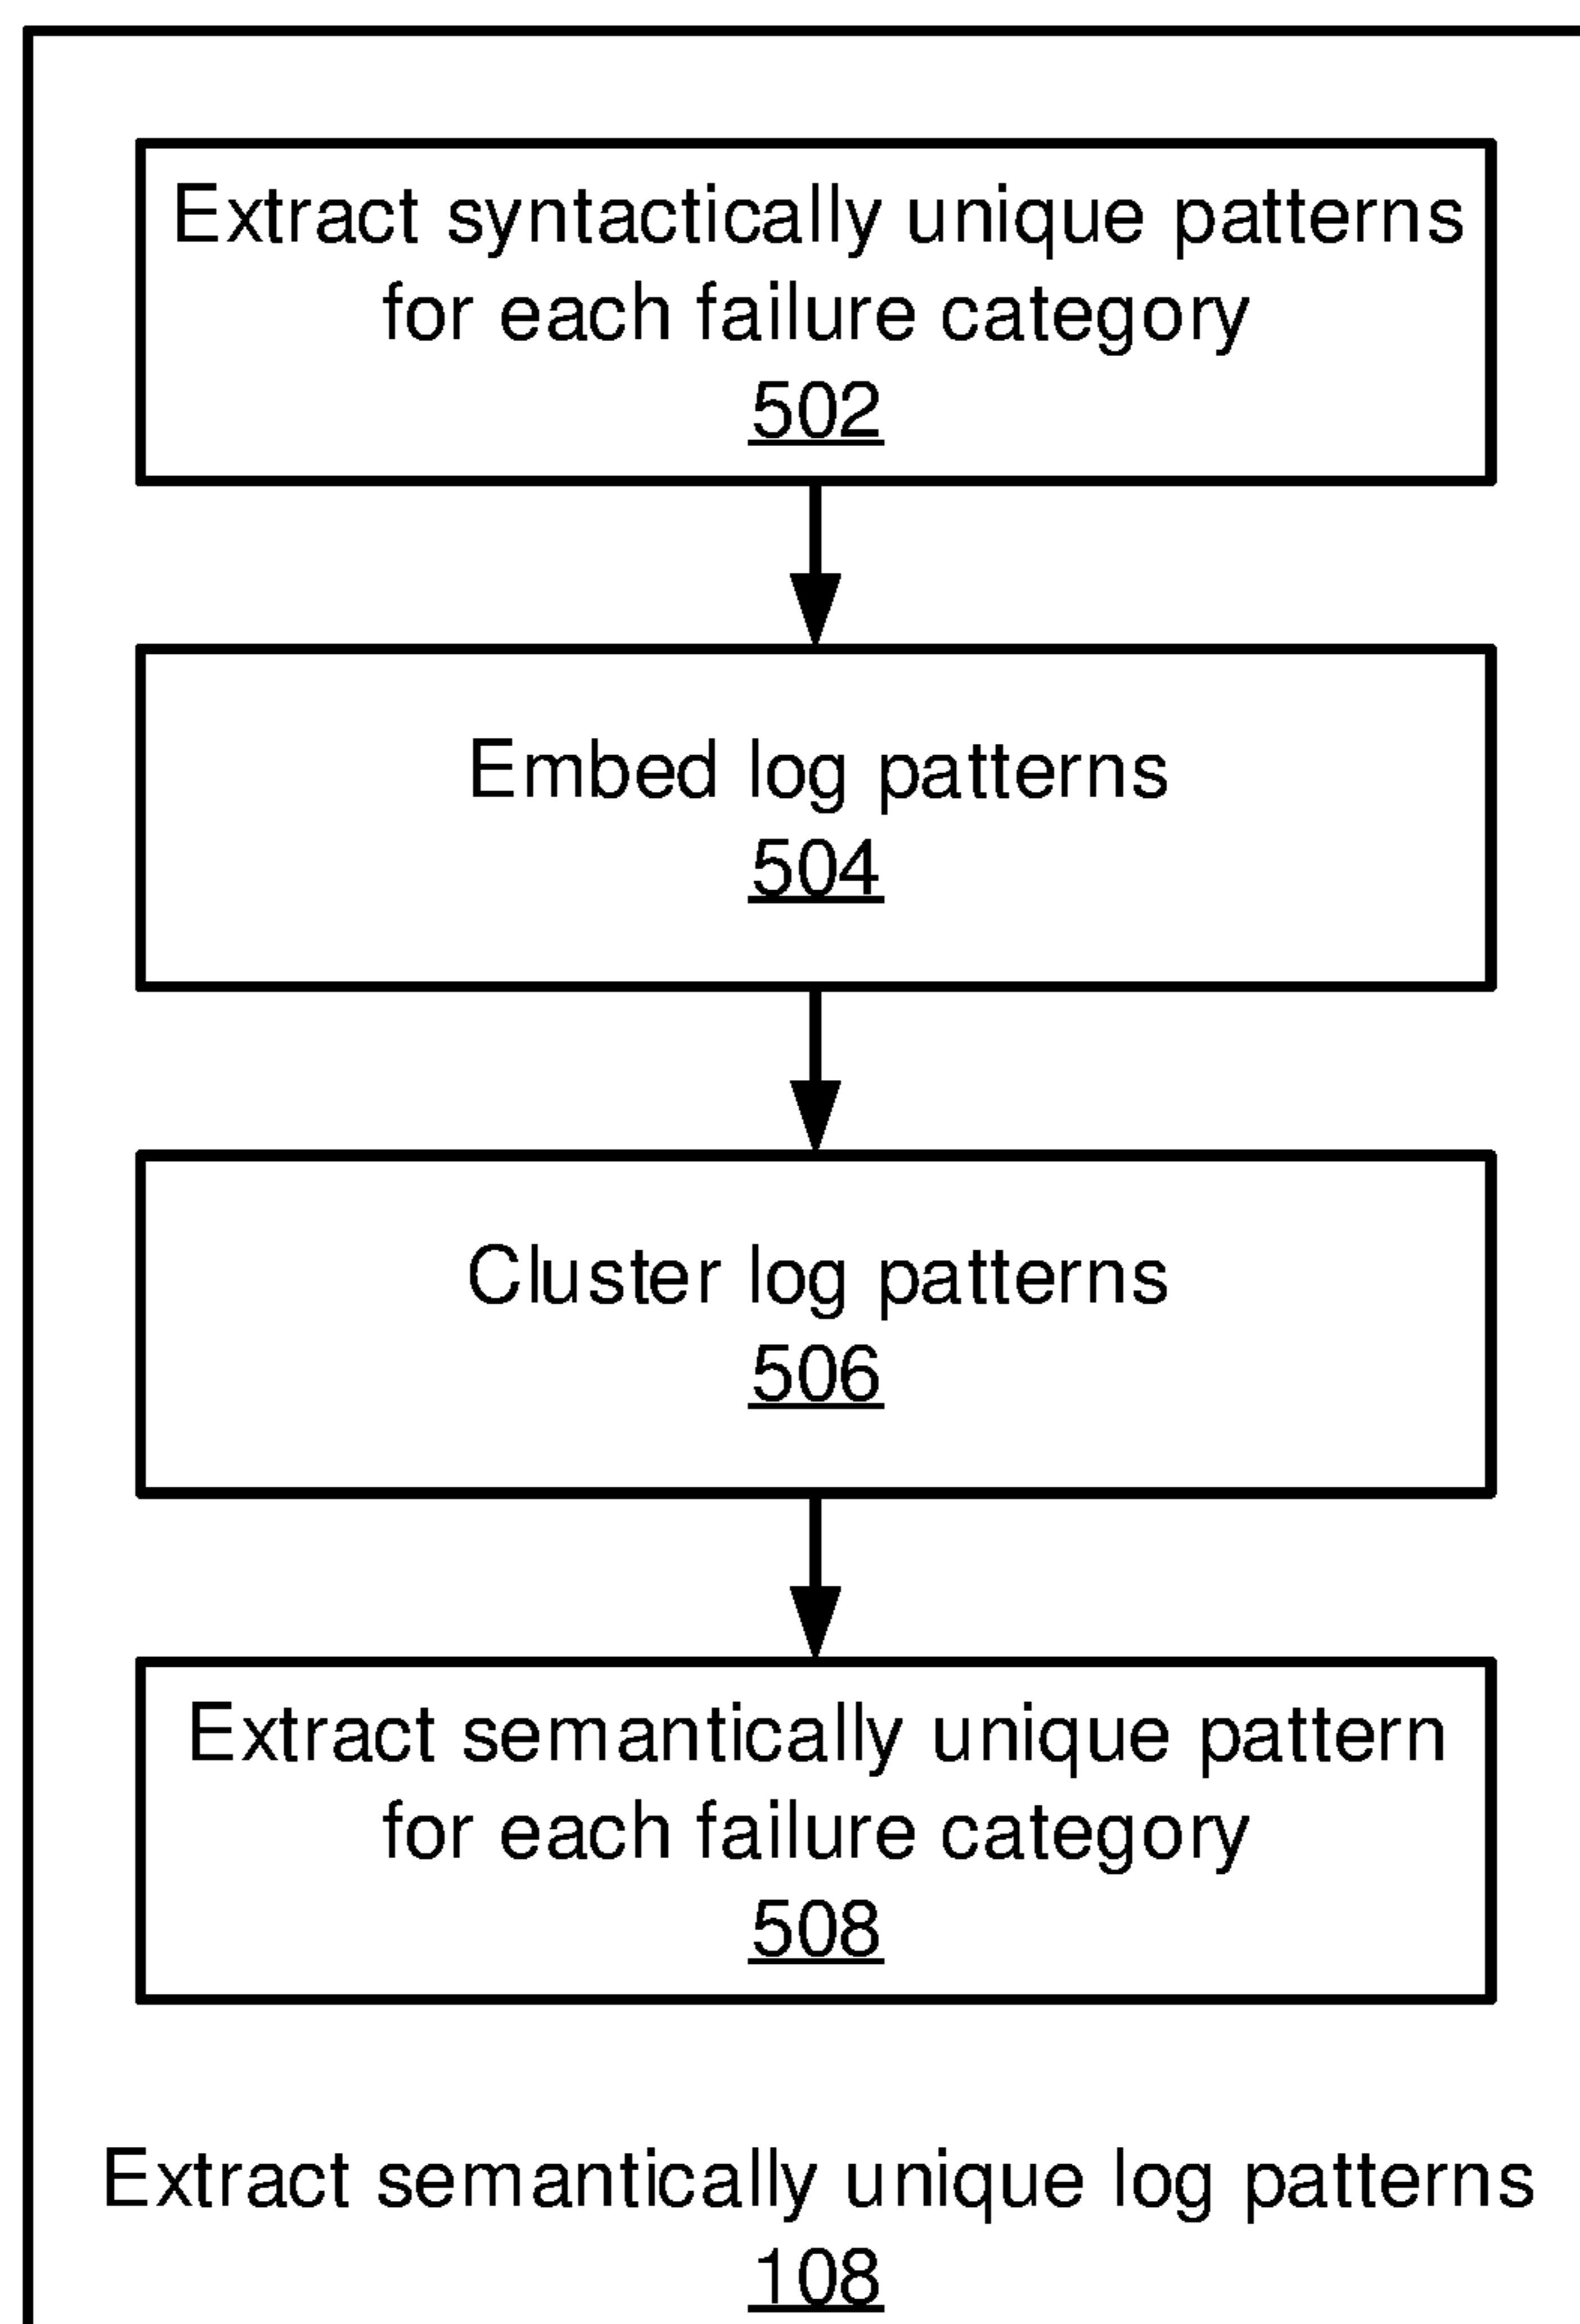 Extract syntactically unique patterns
for each failure category
502
Embed log patterns
504
Cluster log patterns
506
Extract semantically unique pattern
for each failure category
508
Extract semantically unique log patterns
108